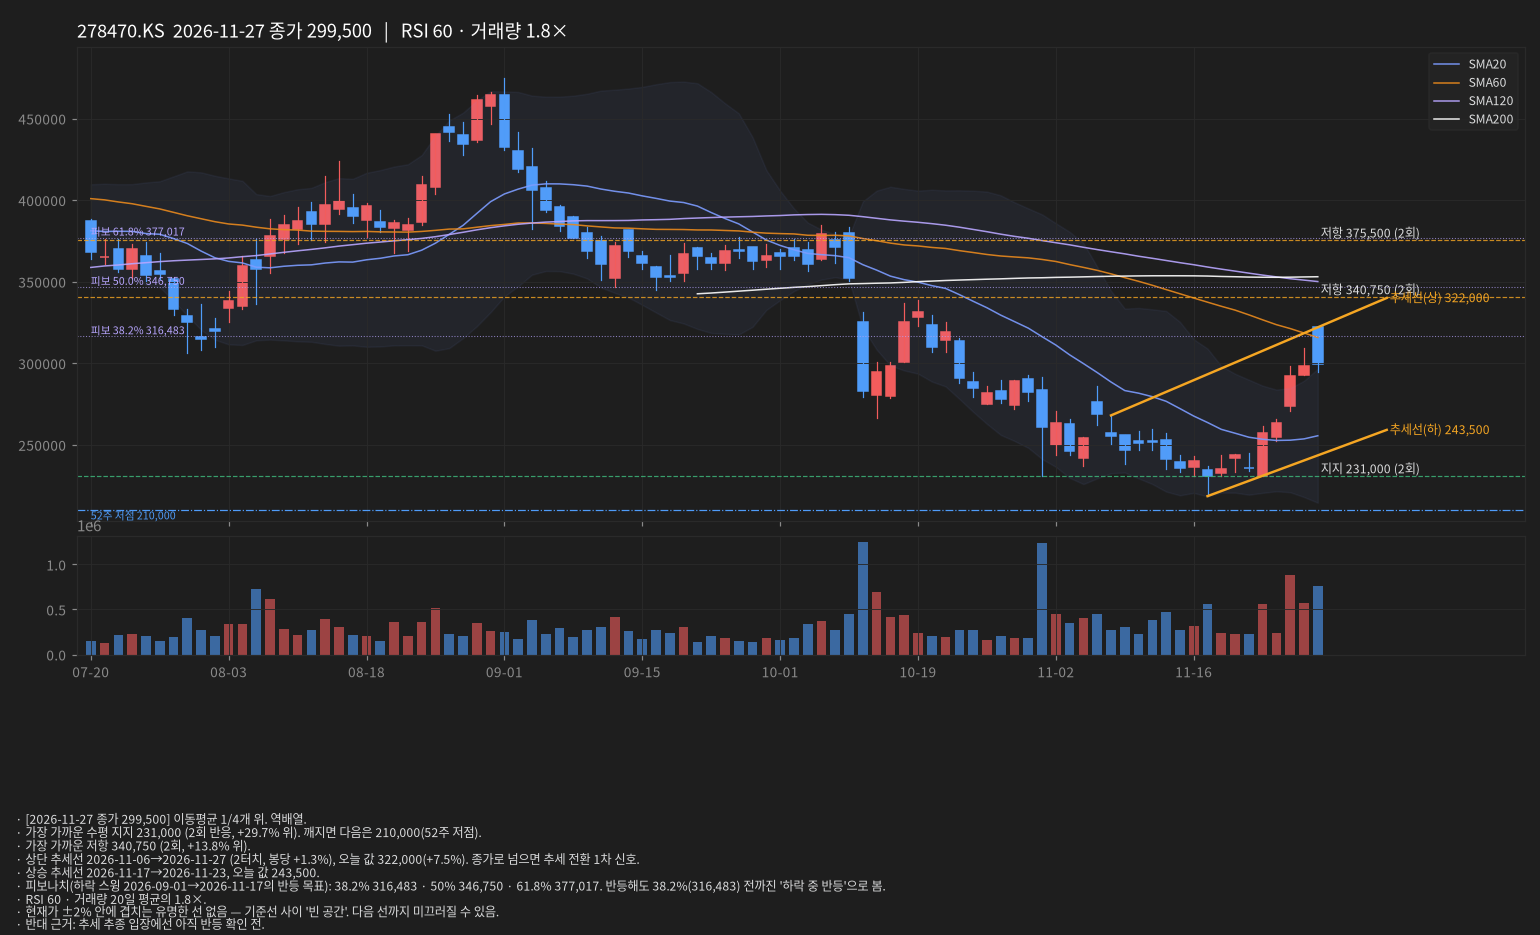 278470.KS 2026-11-27 종가 299,500 | RSI 60 · 거래량 1.8×
SMA20
SMA60
SMA120
SMA200
450000
400000
350000
300000
250000
피보 61.8% 377,017
피보 50.0% 346,750
피보 38.2% 316,483
저항 375,500 (2회)
저항 340,750 (2회)
추세선(상) 322,000
추세선(하) 243,500
지지 231,000 (2회)
52주 저점 210,000
1e6
1.0
0.5
0.0
07-20 08-03 08-18 09-01 09-15 10-01 10-19 11-02 11-16
· [2026-11-27 종가 299,500] 이동평균 1/4개 위. 역배열.
· 가장 가까운 수평 지지 231,000 (2회 반응, +29.7% 위). 깨지면 다음은 210,000(52주 저점).
· 가장 가까운 저항 340,750 (2회, +13.8% 위).
· 상단 추세선 2026-11-06→2026-11-27 (2터치, 봉당 +1.3%), 오늘 값 322,000(+7.5%). 종가로 넘으면 추세 전환 1차 신호.
· 상승 추세선 2026-11-17→2026-11-23, 오늘 값 243,500.
· 피보나치(하락 스윙 2026-09-01→2026-11-17의 반등 목표): 38.2% 316,483 · 50% 346,750 · 61.8% 377,017. 반등해도 38.2%(316,483) 전까진 '하락 중 반등'으로 봄.
· RSI 60 · 거래량 20일 평균의 1.8×.
· 현재가 ±2% 안에 겹치는 유명한 선 없음 — 기준선 사이 '빈 공간'. 다음 선까지 미끄러질 수 있음.
· 반대 근거: 추세 추종 입장에선 아직 반등 확인 전.